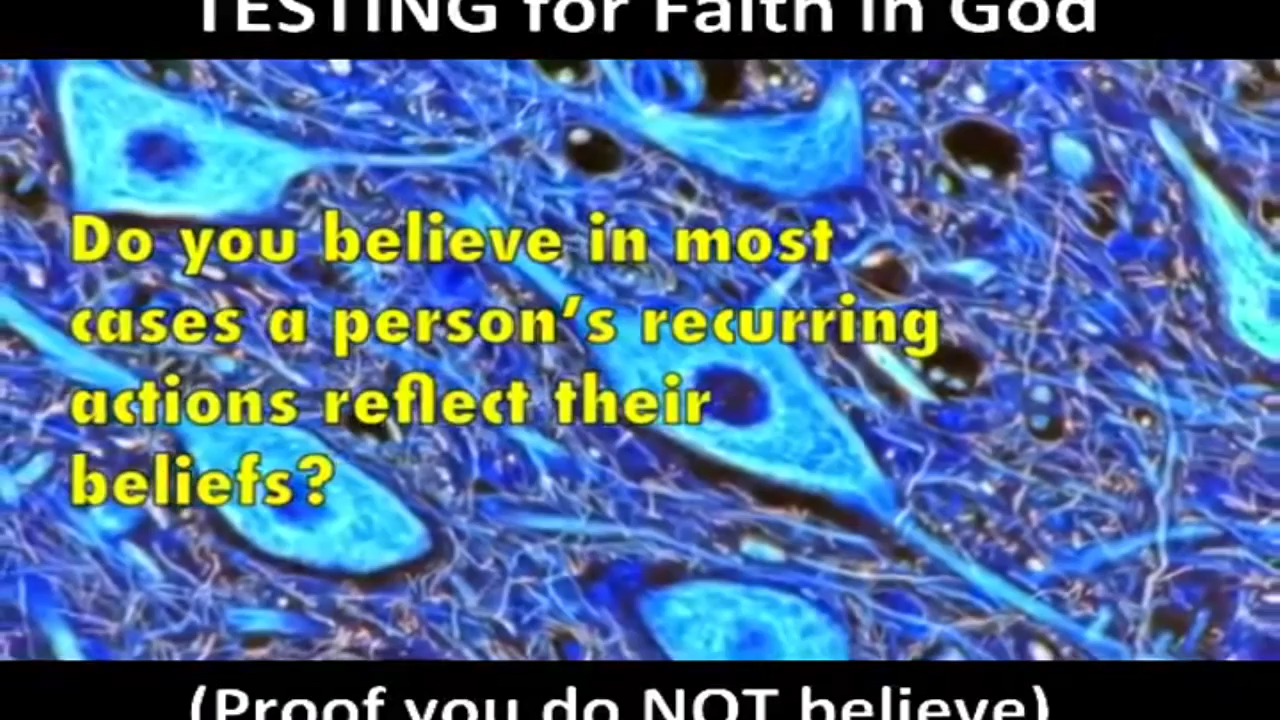 TESTING for Faith in God
Do you believe in most
cases a person’s recurring
actions reflect their
beliefs?
(Proof you do NOT believe)